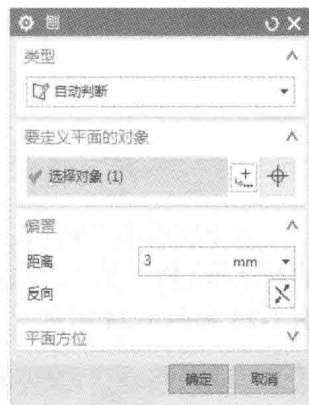 刨
类型
自动判断
要定义平面的对象
选择对象 (1)
偏置
距离 3 mm
反向
平面方位
确定 取消